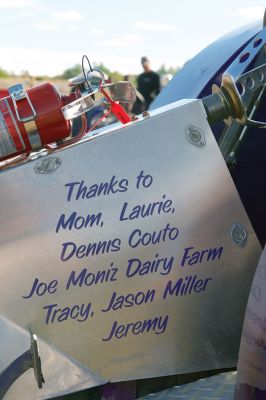 Thanks to
Mom, Laurie,
Dennis Couto
Joe Moniz Dairy Farm
Tracy, Jason Miller
Jeremy